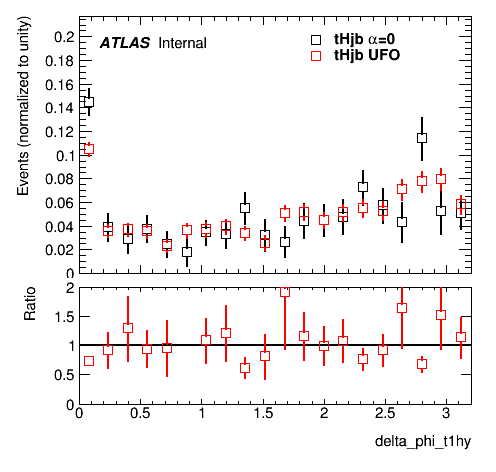 ATLAS Internal
tHjb α=0
tHjb UFO
Events (normalized to unity)
0.2
0.18
0.16
0.14
0.12
0.1
0.08
0.06
0.04
0.02
0
Ratio
2
1.5
1
0.5
0
0 0.5 1 1.5 2 2.5 3
delta_phi_t1hy